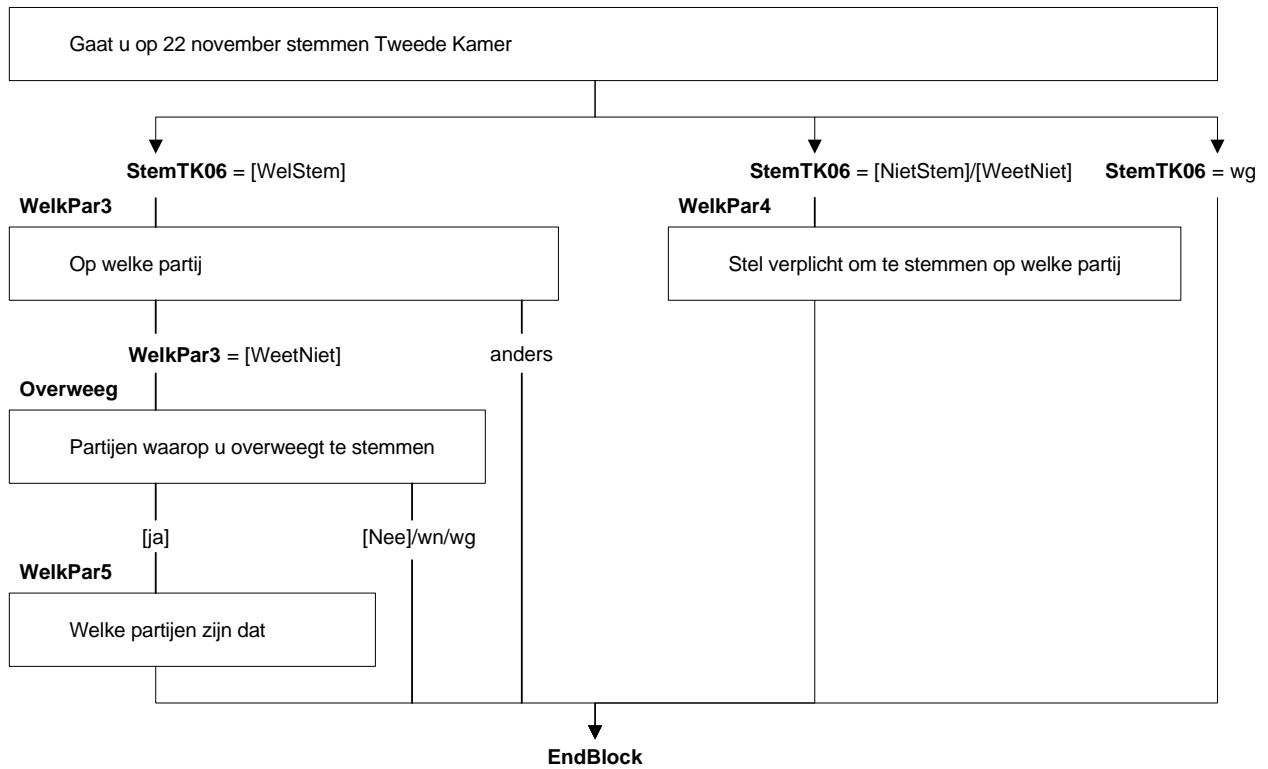 Gaat u op 22 november stemmen Tweede Kamer
StemTK06 = [WelStem]
StemTK06 = [NietStem]/[WeetNiet]
StemTK06 = wg
WelkPar3
WelkPar4
Op welke partij
Stel verplicht om te stemmen op welke partij
WelkPar3 = [WeetNiet]
anders
Overweeg
Partijen waarop u overweegt te stemmen
[ja]
[Nee]/wn/wg
WelkPar5
Welke partijen zijn dat
EndBlock